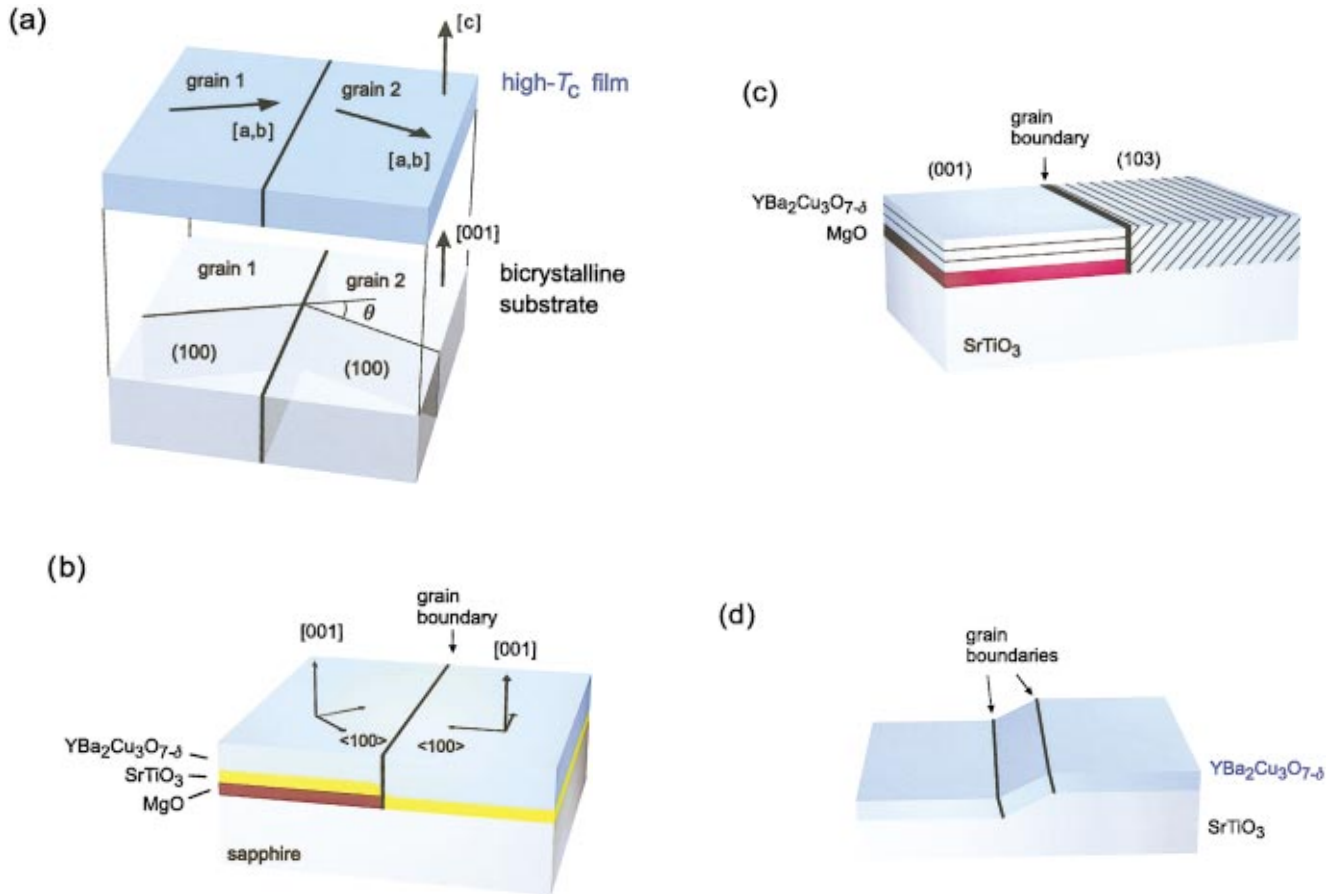 (a)
[c]
grain 1
grain 2
high-T_C film
[a,b]
[a,b]
[001]
grain 1
grain 2
bicrystalline
substrate
θ
(100)
(100)
(b)
grain
boundary
[001]
[001]
<100>
<100>
YBa₂Cu₃O₇₋δ
SrTiO₃
MgO
sapphire
(c)
grain
boundary
(001)
(103)
YBa₂Cu₃O₇₋δ
MgO
SrTiO₃
(d)
grain
boundaries
YBa₂Cu₃O₇₋δ
SrTiO₃